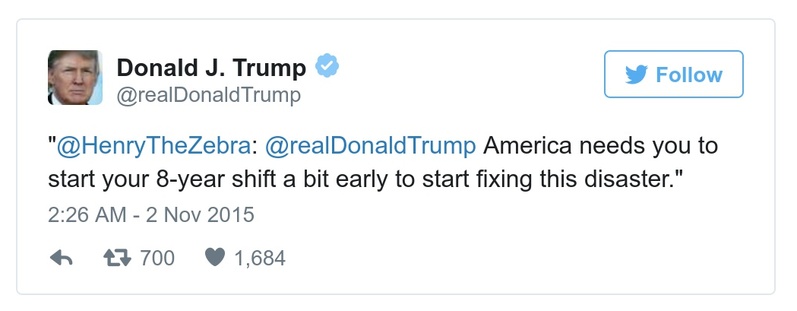 Donald J. Trump
@realDonaldTrump
Follow
"@HenryTheZebra: @realDonaldTrump America needs you to
start your 8-year shift a bit early to start fixing this disaster."
2:26 AM - 2 Nov 2015
700 1,684